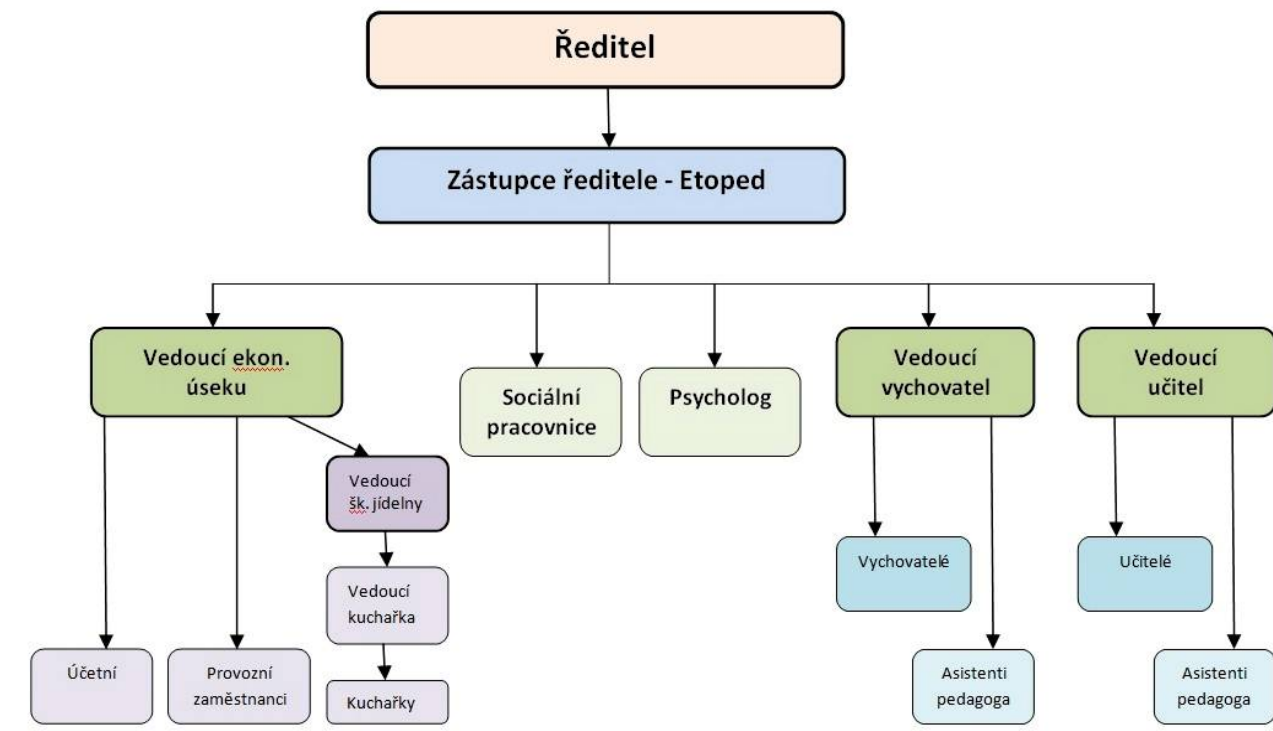 Ředitel
Zástupce ředitele - Etoped
Vedoucí ekon.
úseku
Sociální
pracovnice
Psycholog
Vedoucí
vychovatel
Vedoucí
učitel
Vedoucí
šk. jídelny
Vychovatelé
Učitelé
Vedoucí
kuchařka
Účetní
Provozní
zaměstnanci
Kuchařky
Asistenti
pedagoga
Asistenti
pedagoga